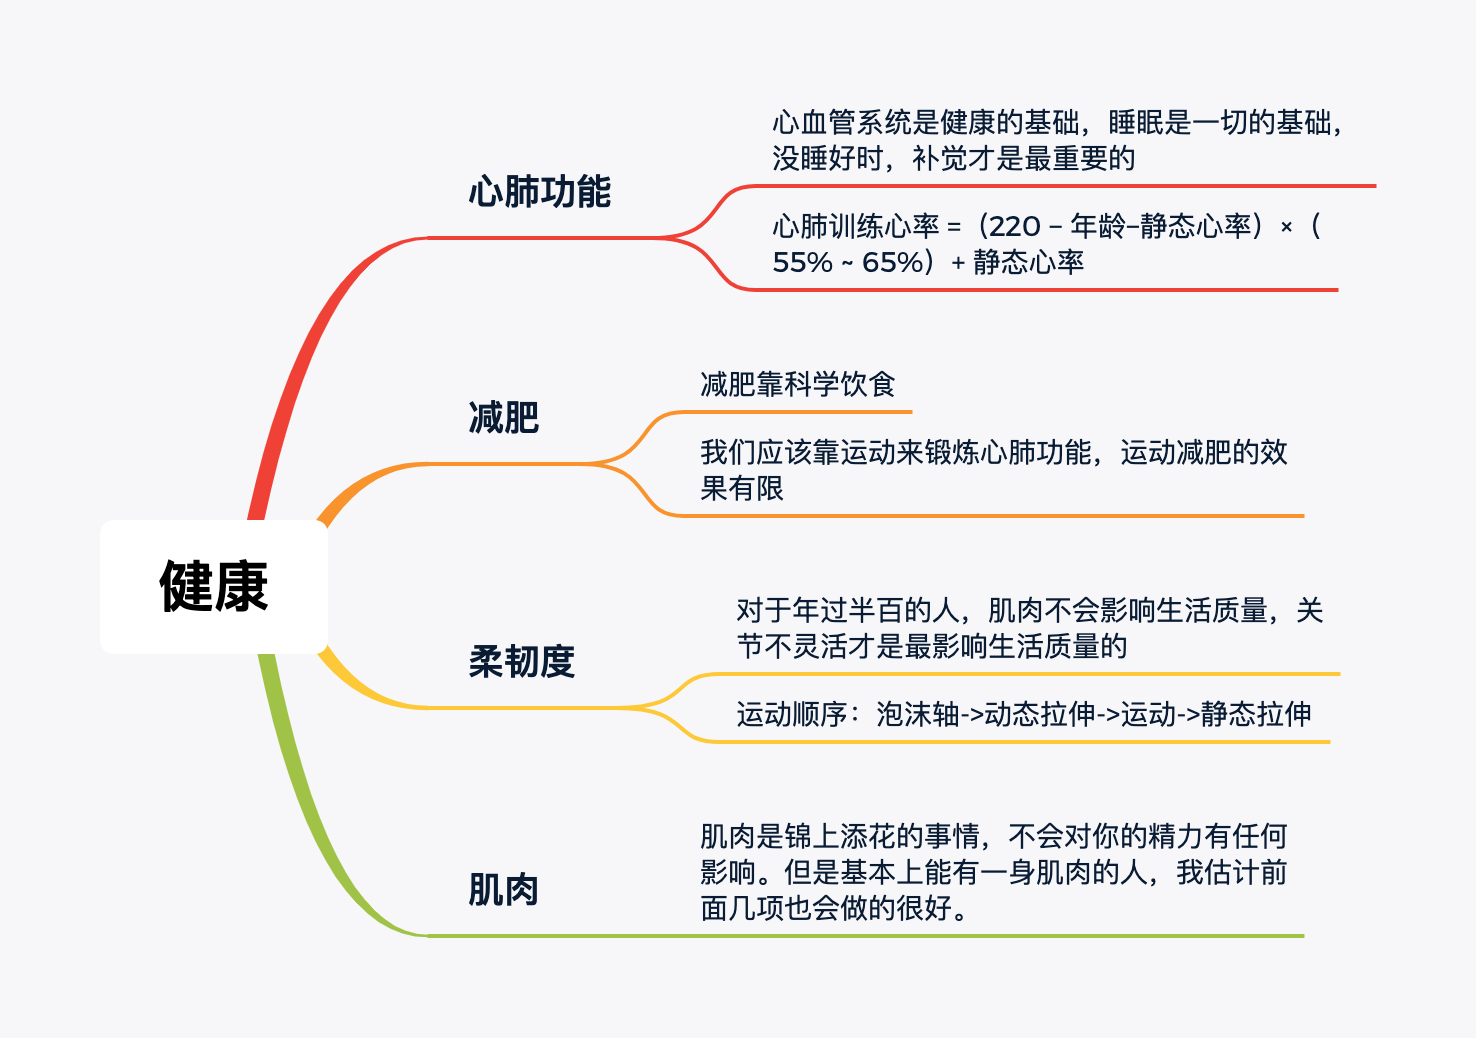 心血管系统是健康的基础，睡眠是一切的基础，
没睡好时，补觉才是最重要的
心肺功能
心肺训练心率 =（220 – 年龄–静态心率）×（
55% ~ 65%）+ 静态心率
减肥靠科学饮食
减肥
我们应该靠运动来锻炼心肺功能，运动减肥的效
果有限
健康
对于年过半百的人，肌肉不会影响生活质量，关
节不灵活才是最影响生活质量的
柔韧度
运动顺序：泡沫轴->动态拉伸->运动->静态拉伸
肌肉是锦上添花的事情，不会对你的精力有任何
影响。但是基本上能有一身肌肉的人，我估计前
面几项也会做的很好。
肌肉